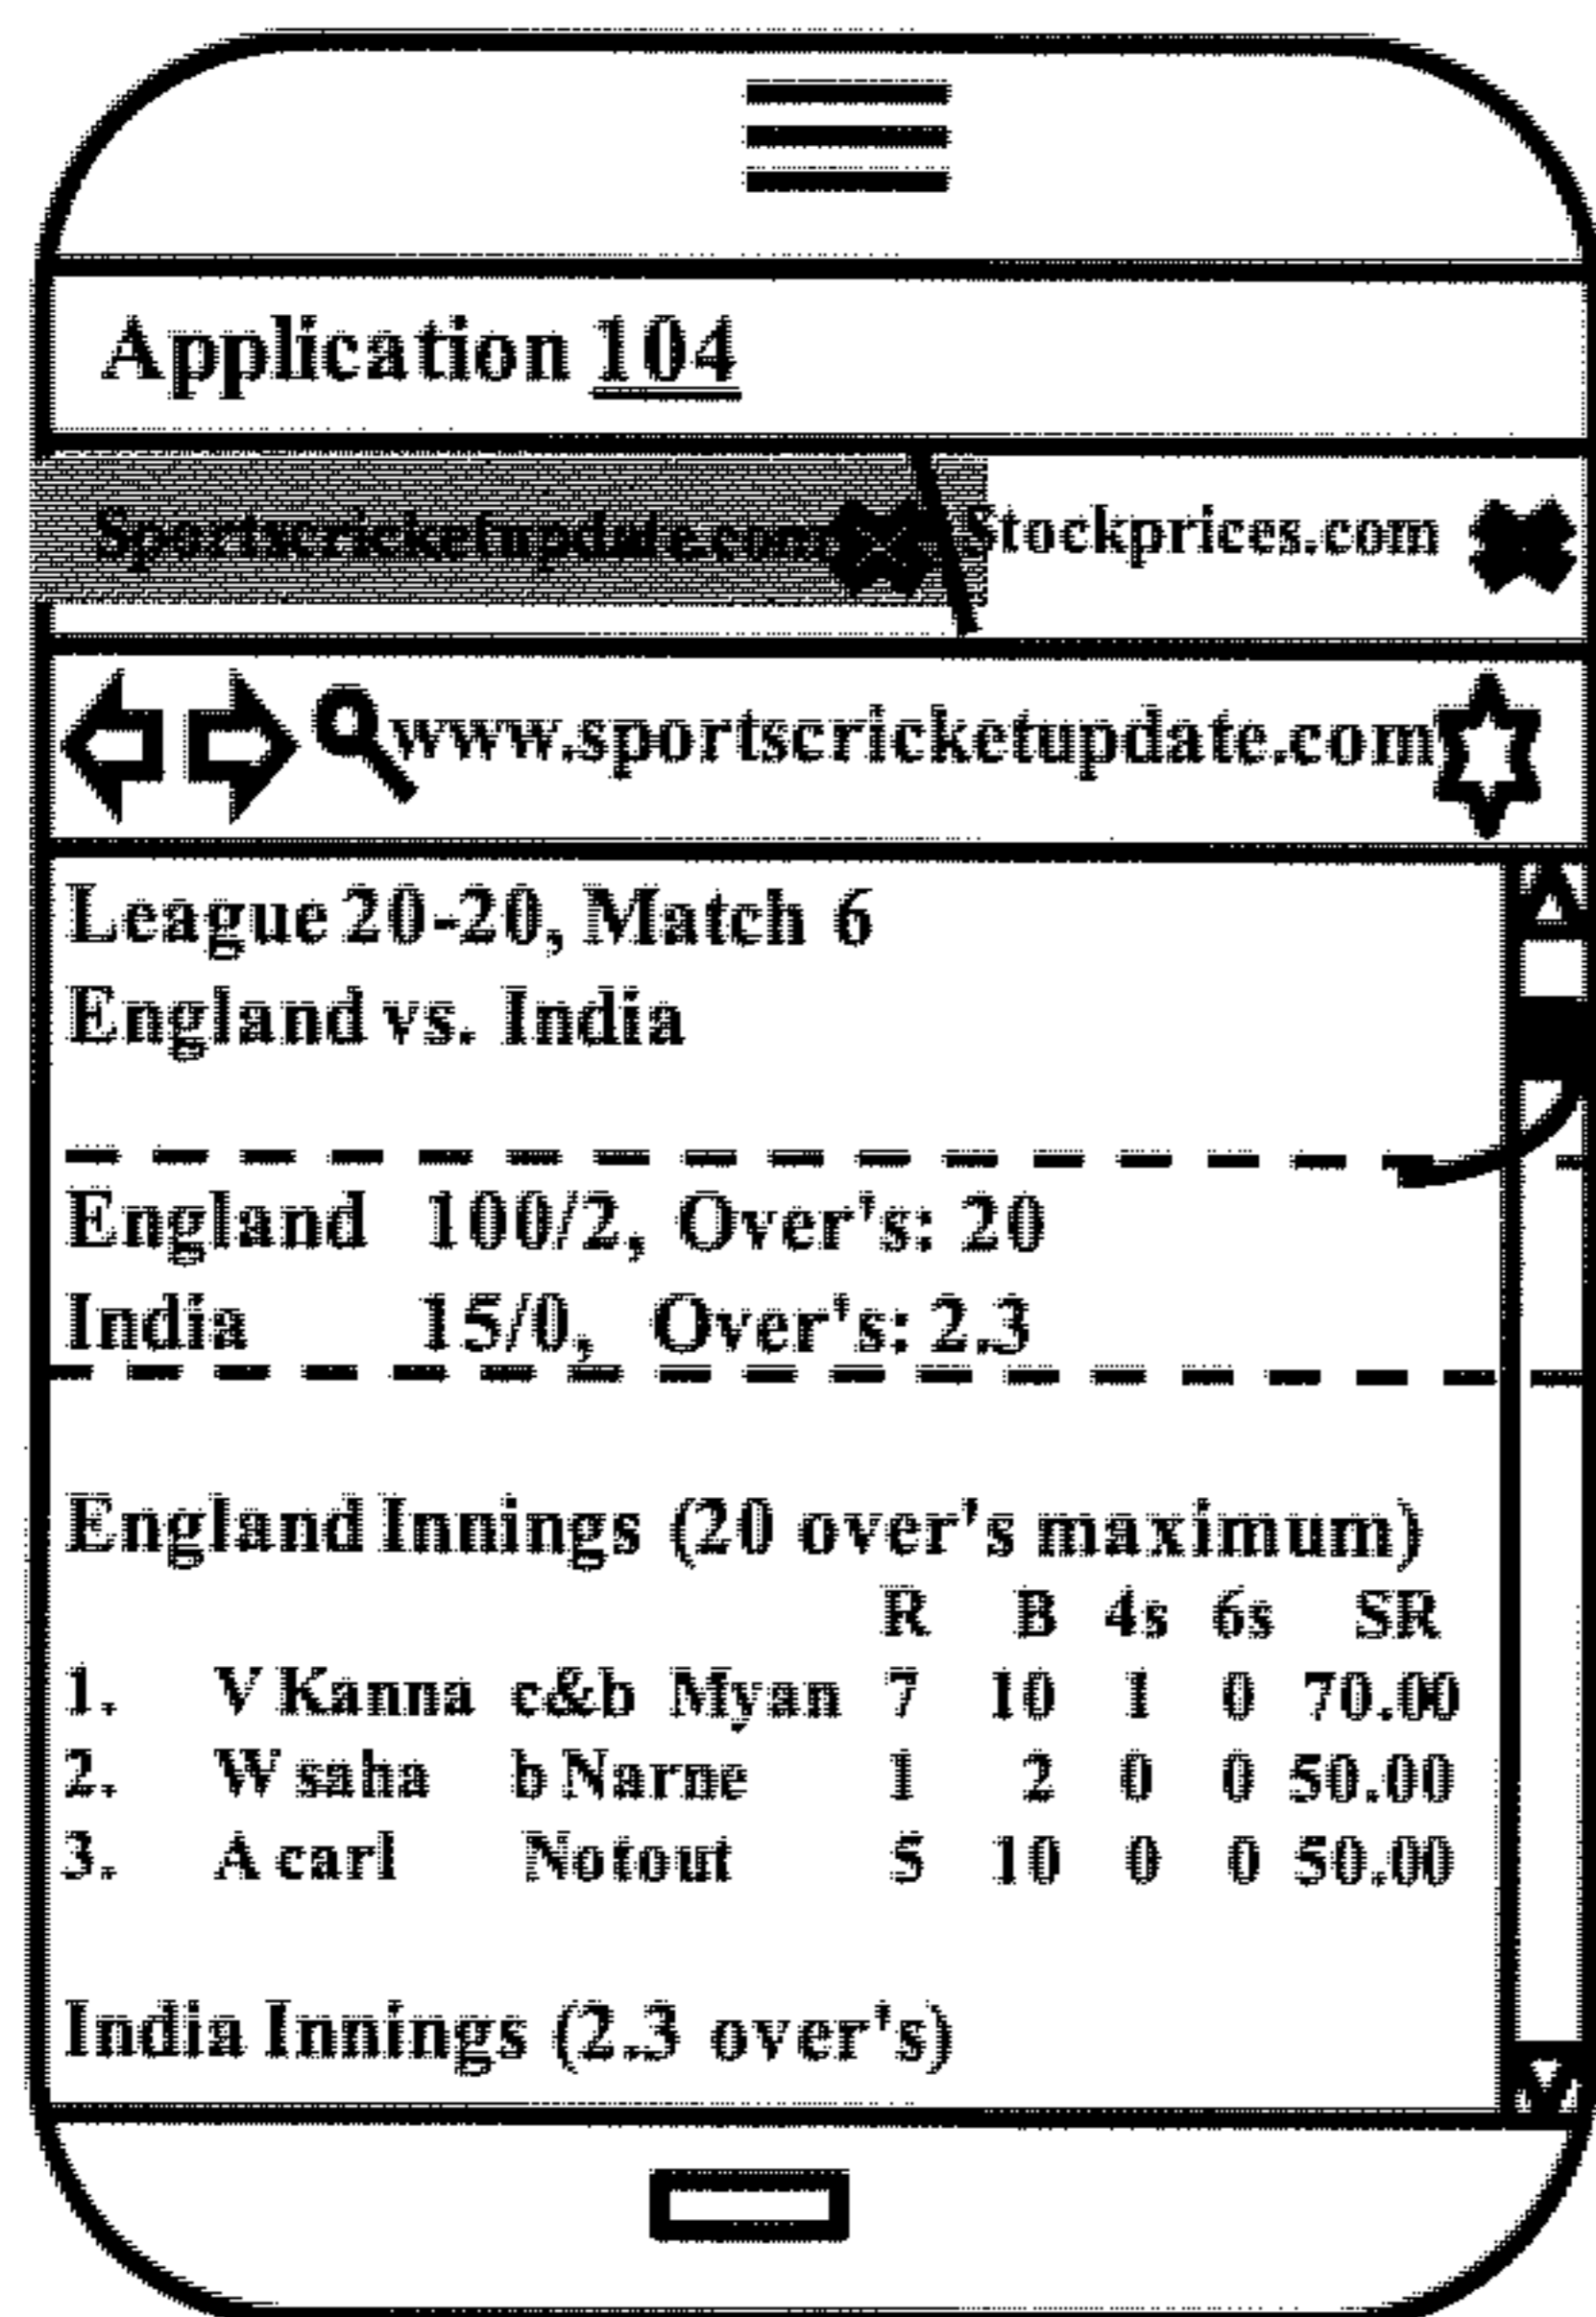 Application 104
Sportscricketupdate.com Stockprices.com
www.sportscricketupdate.com
League 20-20, Match 6
England vs. India
England 100/2, Over's: 20
India 15/0, Over's: 2.3
England Innings (20 over's maximum)
R B 4s 6s SR
1. V Kanna c&b Myan 7 10 1 0 70.00
2. W saha b Narne 1 2 0 0 50.00
3. A carl Notout 5 10 0 0 50.00
India Innings (2.3 over's)